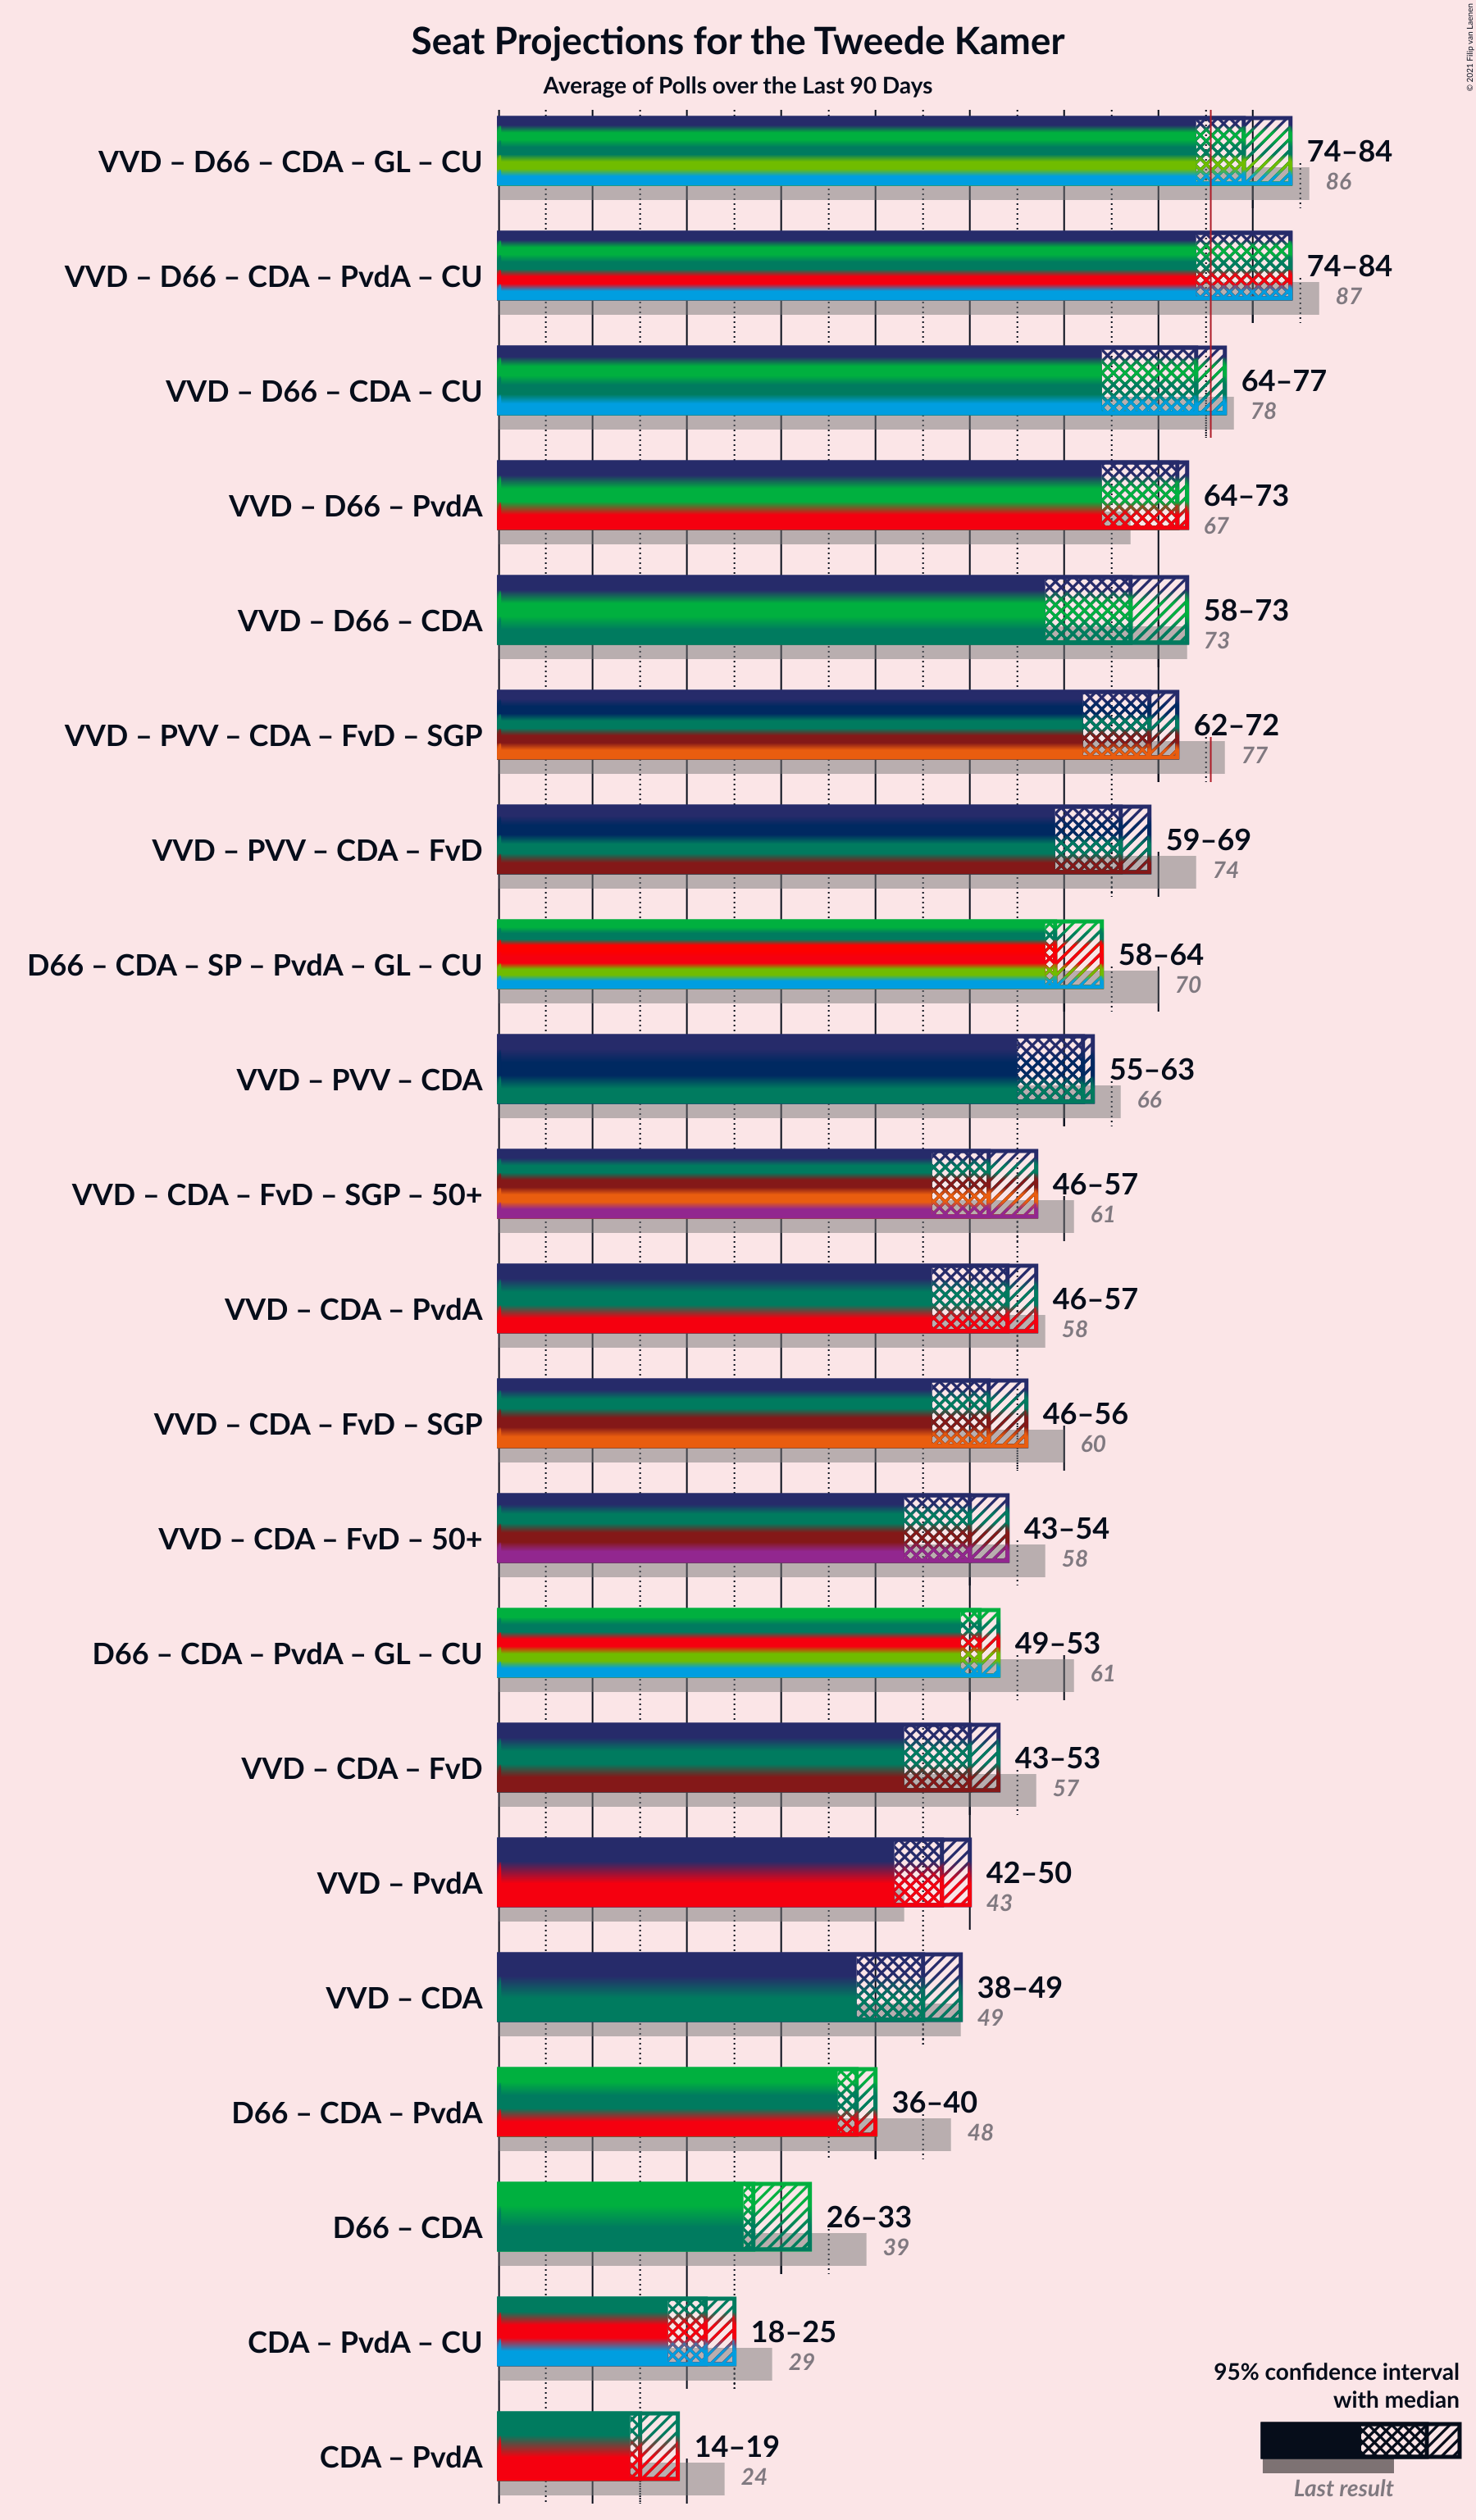 Seat Projections for the Tweede Kamer
Average of Polls over the Last 90 Days
© 2021 Filip van Laenen
VVD – D66 – CDA – GL – CU
74–84
86
VVD – D66 – CDA – PvdA – CU
74–84
87
VVD – D66 – CDA – CU
64–77
78
VVD – D66 – PvdA
64–73
67
VVD – D66 – CDA
58–73
73
VVD – PVV – CDA – FvD – SGP
62–72
77
VVD – PVV – CDA – FvD
59–69
74
D66 – CDA – SP – PvdA – GL – CU
58–64
70
VVD – PVV – CDA
55–63
66
VVD – CDA – FvD – SGP – 50+
46–57
61
VVD – CDA – PvdA
46–57
58
VVD – CDA – FvD – SGP
46–56
60
VVD – CDA – FvD – 50+
43–54
58
D66 – CDA – PvdA – GL – CU
49–53
61
VVD – CDA – FvD
43–53
57
VVD – PvdA
42–50
43
VVD – CDA
38–49
49
D66 – CDA – PvdA
36–40
48
D66 – CDA
26–33
39
CDA – PvdA – CU
18–25
29
CDA – PvdA
14–19
24
95% confidence interval
with median
Last result